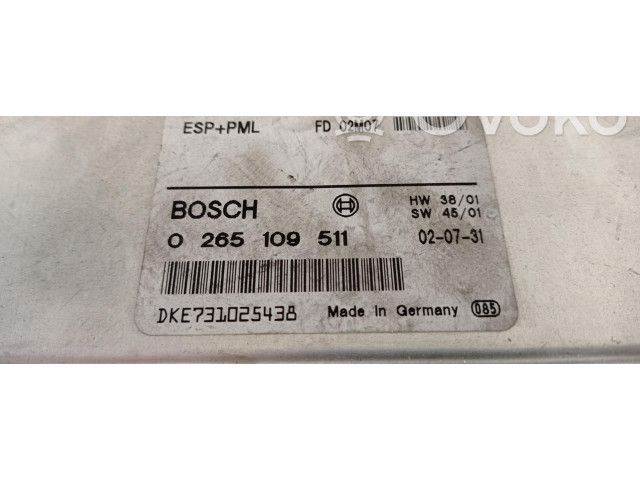 ESP+PML FD 02M07
BOSCH HW 38/01
SW 45/01
0 265 109 511 02-07-31
DKE731025438 Made in Germany 085